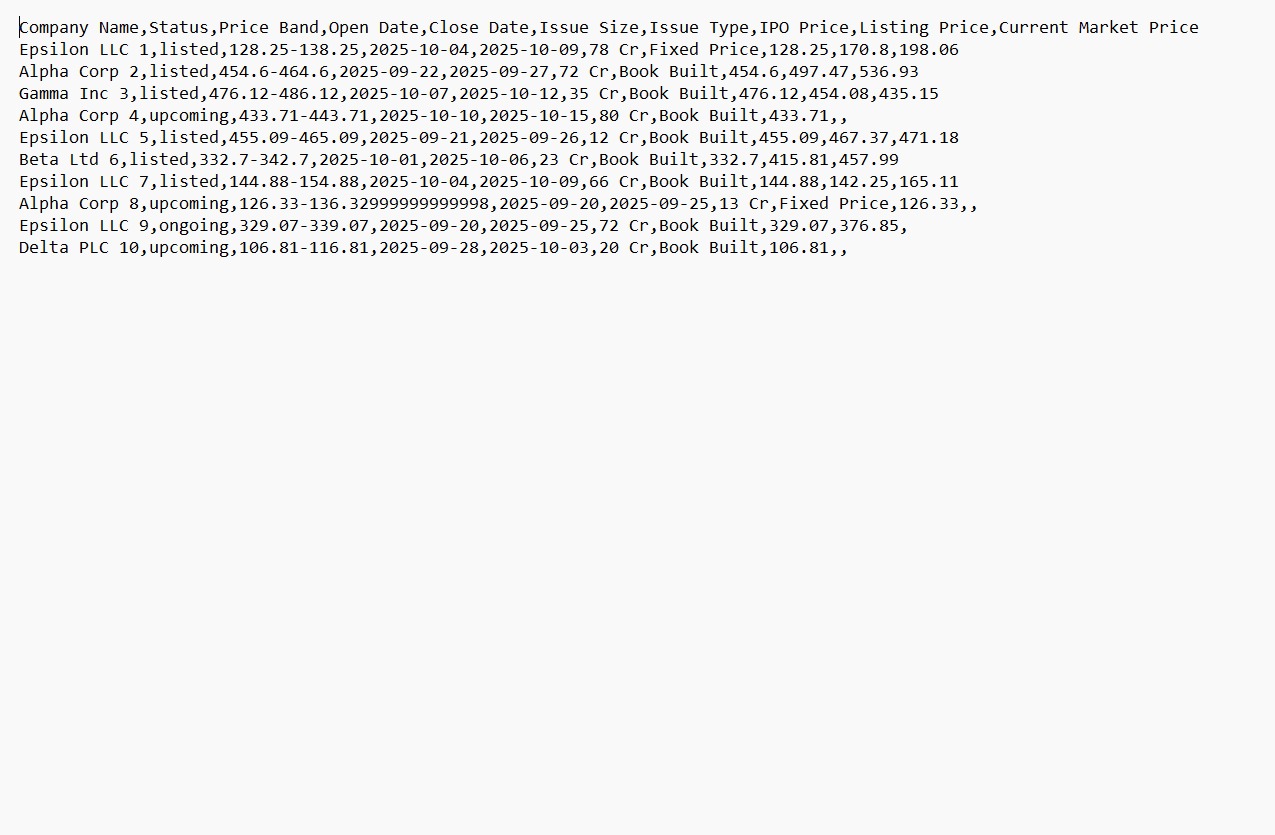 Company Name,Status,Price Band,Open Date,Close Date,Issue Size,Issue Type,IPO Price,Listing Price,Current Market Price
Epsilon LLC 1,listed,128.25-138.25,2025-10-04,2025-10-09,78 Cr,Fixed Price,128.25,170.8,198.06
Alpha Corp 2,listed,454.6-464.6,2025-09-22,2025-09-27,72 Cr,Book Built,454.6,497.47,536.93
Gamma Inc 3,listed,476.12-486.12,2025-10-07,2025-10-12,35 Cr,Book Built,476.12,454.08,435.15
Alpha Corp 4,upcoming,433.71-443.71,2025-10-10,2025-10-15,80 Cr,Book Built,433.71,,
Epsilon LLC 5,listed,455.09-465.09,2025-09-21,2025-09-26,12 Cr,Book Built,455.09,467.37,471.18
Beta Ltd 6,listed,332.7-342.7,2025-10-01,2025-10-06,23 Cr,Book Built,332.7,415.81,457.99
Epsilon LLC 7,listed,144.88-154.88,2025-10-04,2025-10-09,66 Cr,Book Built,144.88,142.25,165.11
Alpha Corp 8,upcoming,126.33-136.32999999999998,2025-09-20,2025-09-25,13 Cr,Fixed Price,126.33,,
Epsilon LLC 9,ongoing,329.07-339.07,2025-09-20,2025-09-25,72 Cr,Book Built,329.07,376.85,
Delta PLC 10,upcoming,106.81-116.81,2025-09-28,2025-10-03,20 Cr,Book Built,106.81,,